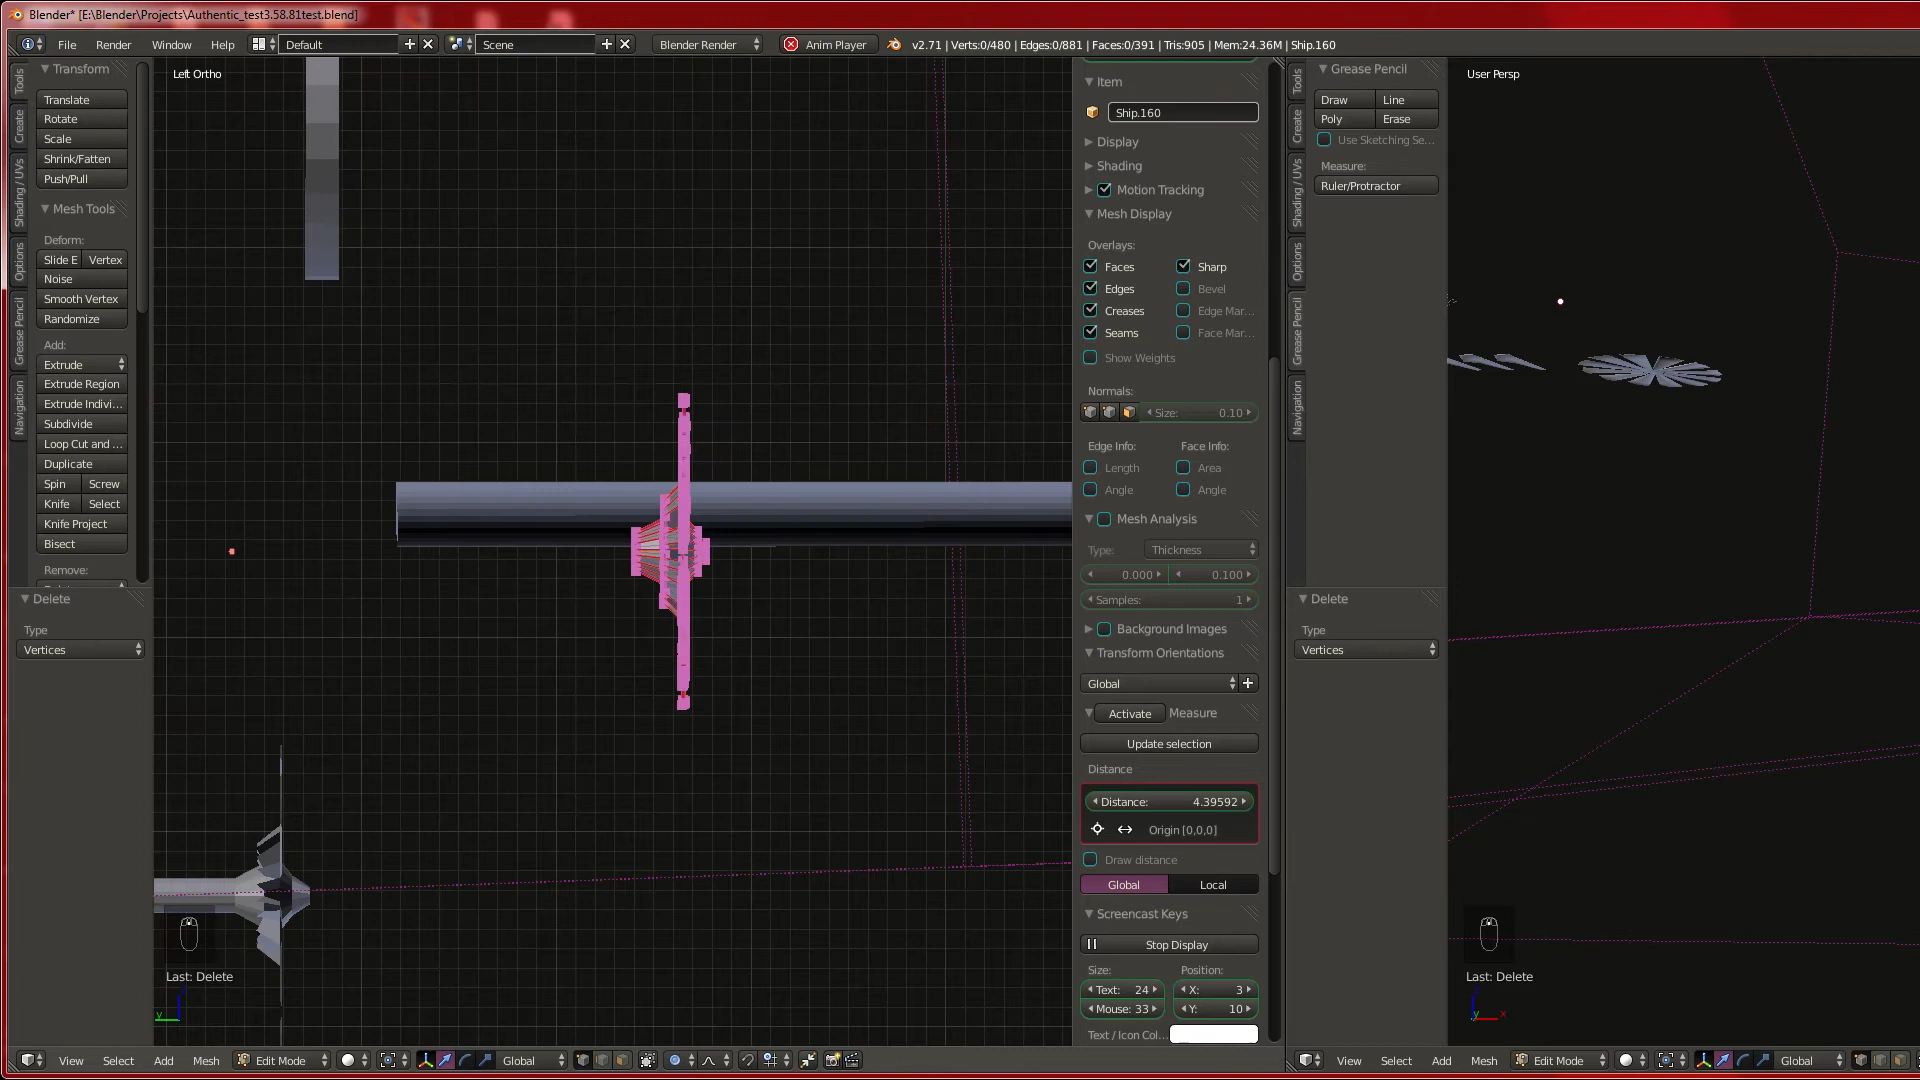 Blender* [E:\Blender\Projects\Authentic_test3.58.81test.blend]
File Render Window Help Default Scene Blender Render Anim Player v2.71 | Verts:0/480 | Edges:0/881 | Faces:0/391 | Tris:905 | Mem:24.36M | Ship.160
Tools
Create
Shading / UVs
Options
Grease Pencil
Navigation
Transform
Translate
Rotate
Scale
Shrink/Fatten
Push/Pull
Mesh Tools
Deform:
Slide E Vertex
Noise
Smooth Vertex
Randomize
Add:
Extrude
Extrude Region
Extrude Indivi...
Subdivide
Loop Cut and ...
Duplicate
Spin Screw
Knife Select
Knife Project
Bisect
Remove:
Delete
Type
Vertices
Left Ortho
Last: Delete
y
Item
Ship.160
Display
Shading
Motion Tracking
Mesh Display
Overlays:
Faces Sharp
Edges Bevel
Creases Edge Mar...
Seams Face Mar...
Show Weights
Normals:
Size: 0.10
Edge Info: Face Info:
Length Area
Angle Angle
Mesh Analysis
Type: Thickness
0.000 0.100
Samples: 1
Background Images
Transform Orientations
Global
Activate Measure
Update selection
Distance
Distance: 4.39592
Origin [0,0,0]
Draw distance
Global Local
Screencast Keys
Stop Display
Size: Position:
Text: 24 X: 3
Mouse: 33 Y: 10
Text / Icon Col...
Tools
Create
Shading / UVs
Options
Grease Pencil
Navigation
Grease Pencil
Draw Line
Poly Erase
Use Sketching Se...
Measure:
Ruler/Protractor
Delete
Type
Vertices
User Persp
Last: Delete
y x
View Select Add Mesh Edit Mode Global
View Select Add Mesh Edit Mode Global